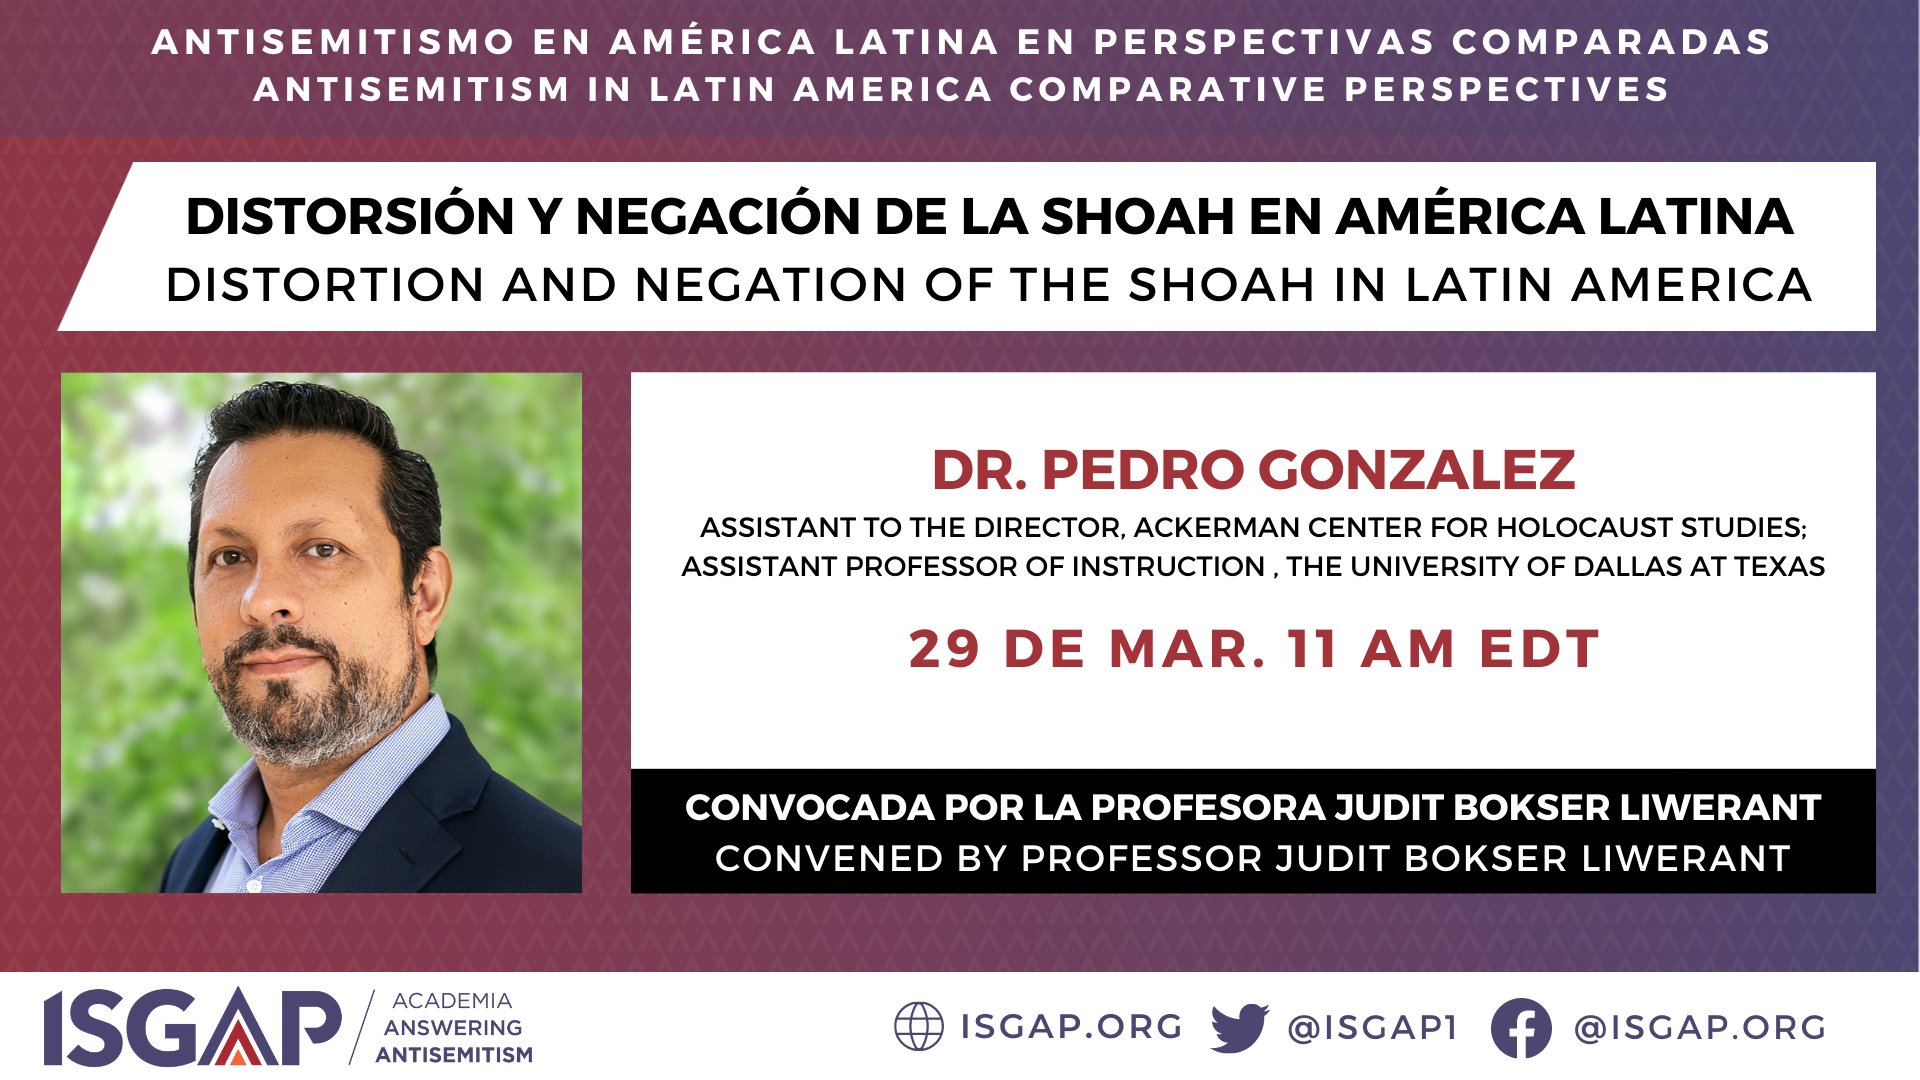 ANTISEMITISMO EN AMÉRICA LATINA EN PERSPECTIVAS COMPARADAS
ANTISEMITISM IN LATIN AMERICA COMPARATIVE PERSPECTIVES
DISTORSIÓN Y NEGACIÓN DE LA SHOAH EN AMÉRICA LATINA
DISTORTION AND NEGATION OF THE SHOAH IN LATIN AMERICA
DR. PEDRO GONZALEZ
ASSISTANT TO THE DIRECTOR, ACKERMAN CENTER FOR HOLOCAUST STUDIES;
ASSISTANT PROFESSOR OF INSTRUCTION , THE UNIVERSITY OF DALLAS AT TEXAS
29 DE MAR. 11 AM EDT
CONVOCADA POR LA PROFESORA JUDIT BOKSER LIWERANT
CONVENED BY PROFESSOR JUDIT BOKSER LIWERANT
ISGAP
ACADEMIA
ANSWERING
ANTISEMITISM
ISGAP.ORG
@ISGAP1
@ISGAP.ORG